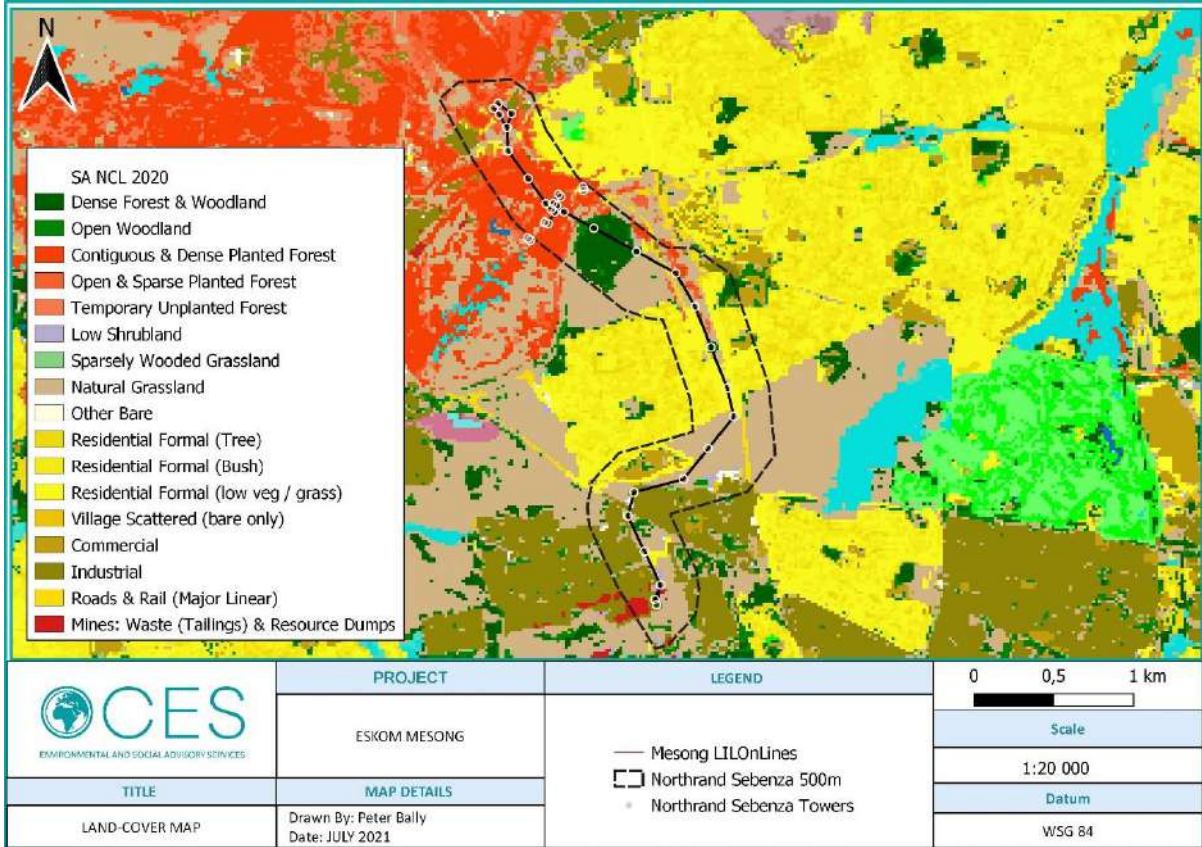 N
SA NCL 2020
Dense Forest & Woodland
Open Woodland
Contiguous & Dense Planted Forest
Open & Sparse Planted Forest
Temporary Unplanted Forest
Low Shrubland
Sparsely Wooded Grassland
Natural Grassland
Other Bare
Residential Formal (Tree)
Residential Formal (Bush)
Residential Formal (low veg / grass)
Village Scattered (bare only)
Commercial
Industrial
Roads & Rail (Major Linear)
Mines: Waste (Tailings) & Resource Dumps
CES
ENVIRONMENTAL AND SOCIAL ADVISORY SERVICES
TITLE
LAND-COVER MAP
PROJECT
ESKOM MESONG
MAP DETAILS
Drawn By: Peter Bally
Date: JULY 2021
LEGEND
Mesong LILOnLines
Northrand Sebenza 500m
Northrand Sebenza Towers
0 0,5 1 km
Scale
1:20 000
Datum
WSG 84